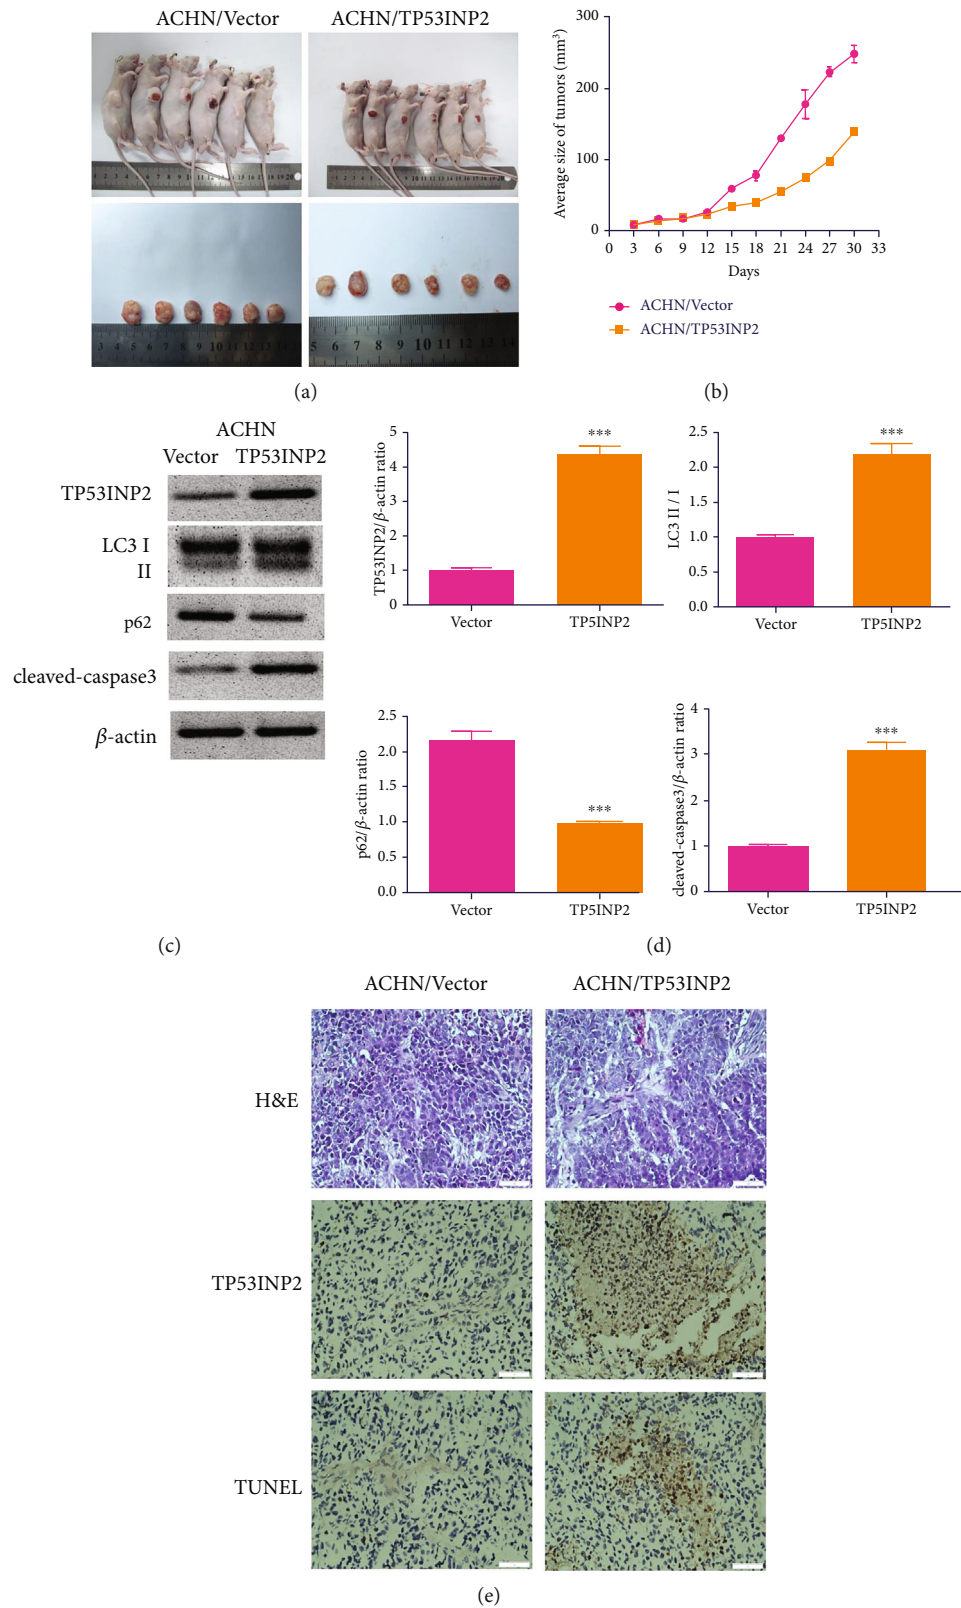 ACHN/Vector
ACHN/TP53INP2
(a)
Average size of tumors (mm³)
300
200
100
0
0 3 6 9 12 15 18 21 24 27 30 33
Days
ACHN/Vector
ACHN/TP53INP2
(b)
ACHN
Vector TP53INP2
TP53INP2
LC3 I
II
p62
cleaved-caspase3
β-actin
(c)
TP53INP2/β-actin ratio
5
4
3
2
1
0
***
Vector TP5INP2
LC3 II / I
2.5
2.0
1.5
1.0
0.5
0.0
***
Vector TP5INP2
p62/β-actin ratio
2.5
2.0
1.5
1.0
0.5
0.0
***
Vector TP5INP2
cleaved-caspase3/β-actin ratio
4
3
2
1
0
***
Vector TP5INP2
(d)
ACHN/Vector
ACHN/TP53INP2
H&E
TP53INP2
TUNEL
(e)